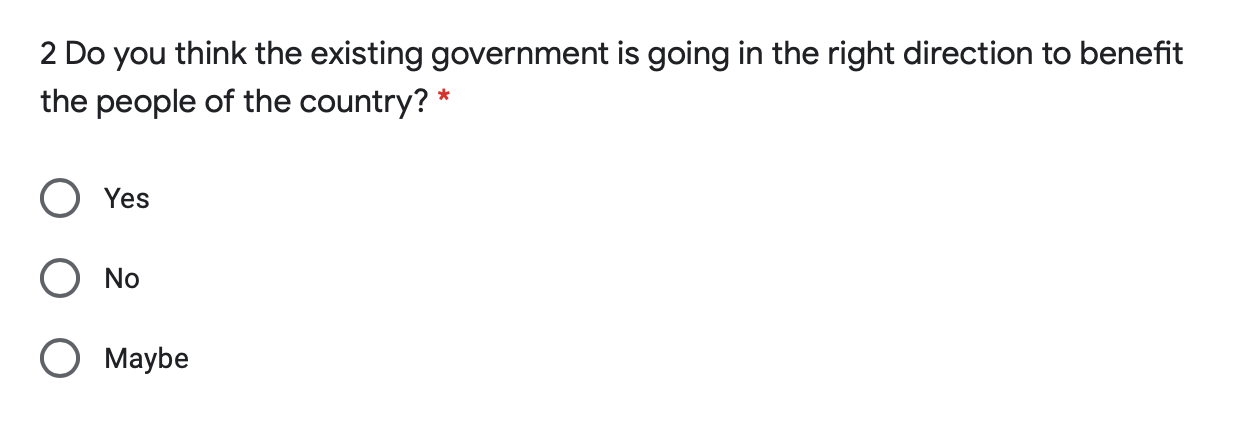 2 Do you think the existing government is going in the right direction to benefit
the people of the country? *
Yes
No
Maybe